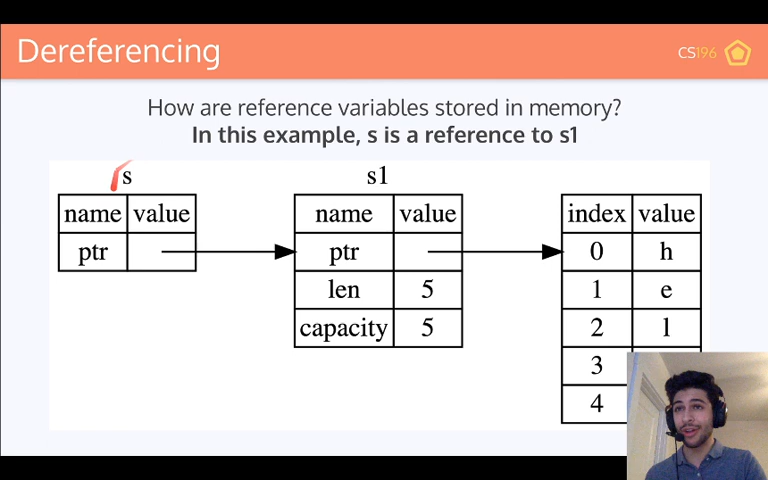 Dereferencing
CS196
How are reference variables stored in memory?
In this example, s is a reference to s1
s
name value
ptr
s1
name value
ptr
len 5
capacity 5
index value
0 h
1 e
2 l
3
4